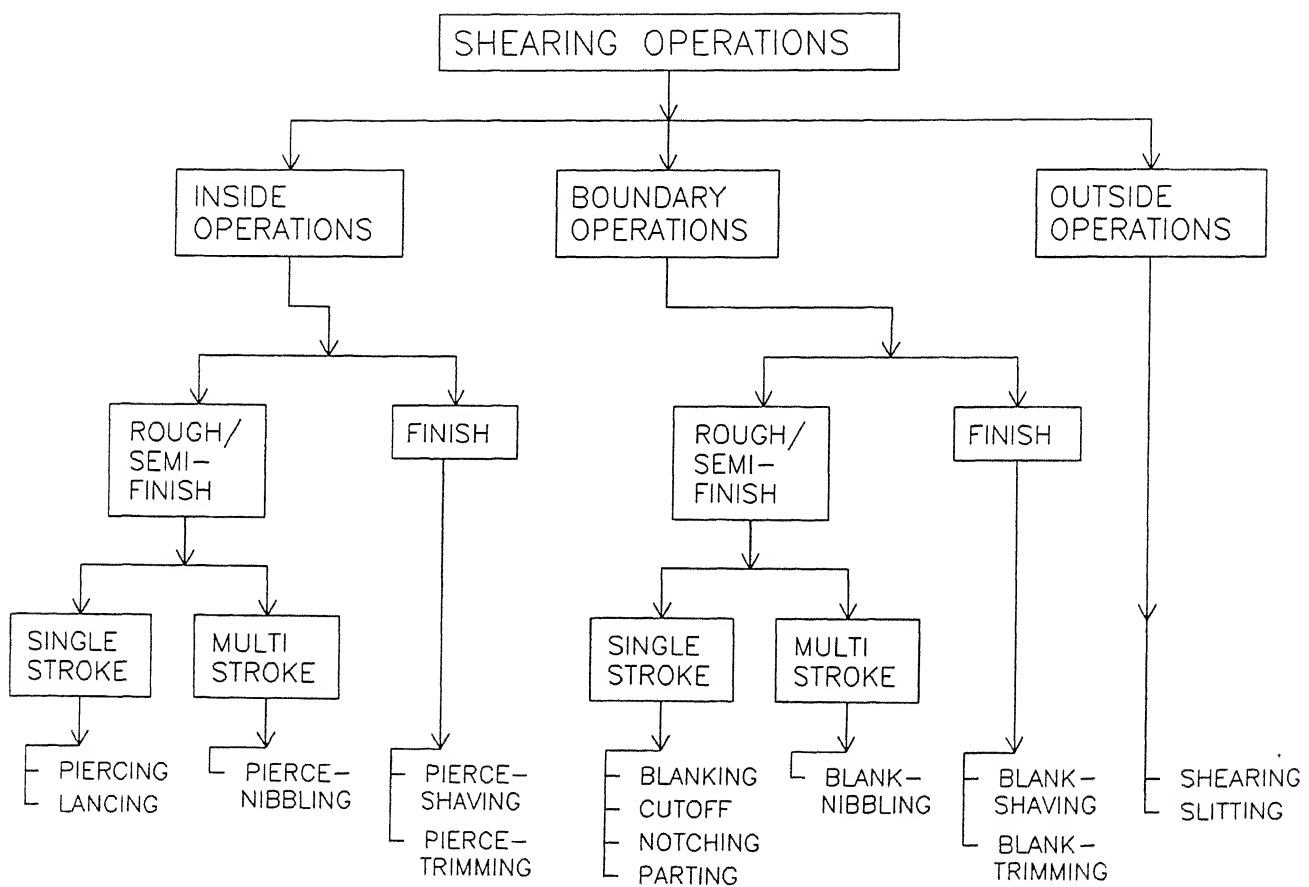 SHEARING OPERATIONS
INSIDE
OPERATIONS
BOUNDARY
OPERATIONS
OUTSIDE
OPERATIONS
ROUGH/
SEMI-
FINISH
FINISH
ROUGH/
SEMI-
FINISH
FINISH
SINGLE
STROKE
MULTI
STROKE
SINGLE
STROKE
MULTI
STROKE
PIERCING
LANCING
PIERCE-
NIBBLING
PIERCE-
SHAVING
PIERCE-
TRIMMING
BLANKING
CUTOFF
NOTCHING
PARTING
BLANK-
NIBBLING
BLANK-
SHAVING
BLANK-
TRIMMING
SHEARING
SLITTING